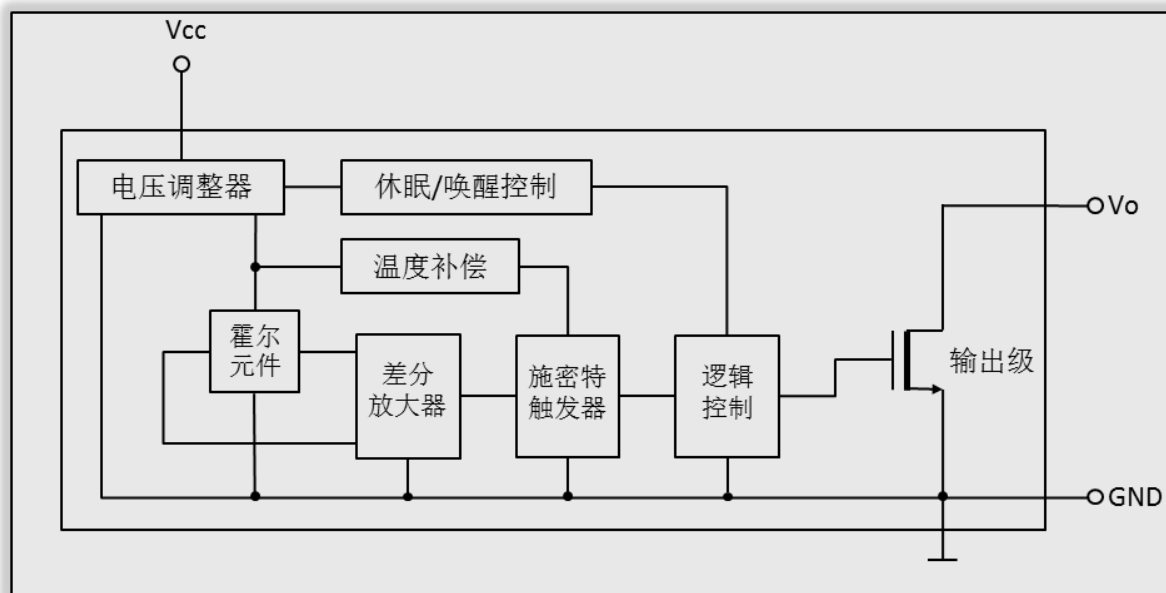 Vcc
电压调整器
休眠/唤醒控制
Vo
温度补偿
霍尔
元件
差分
放大器
施密特
触发器
逻辑
控制
输出级
GND